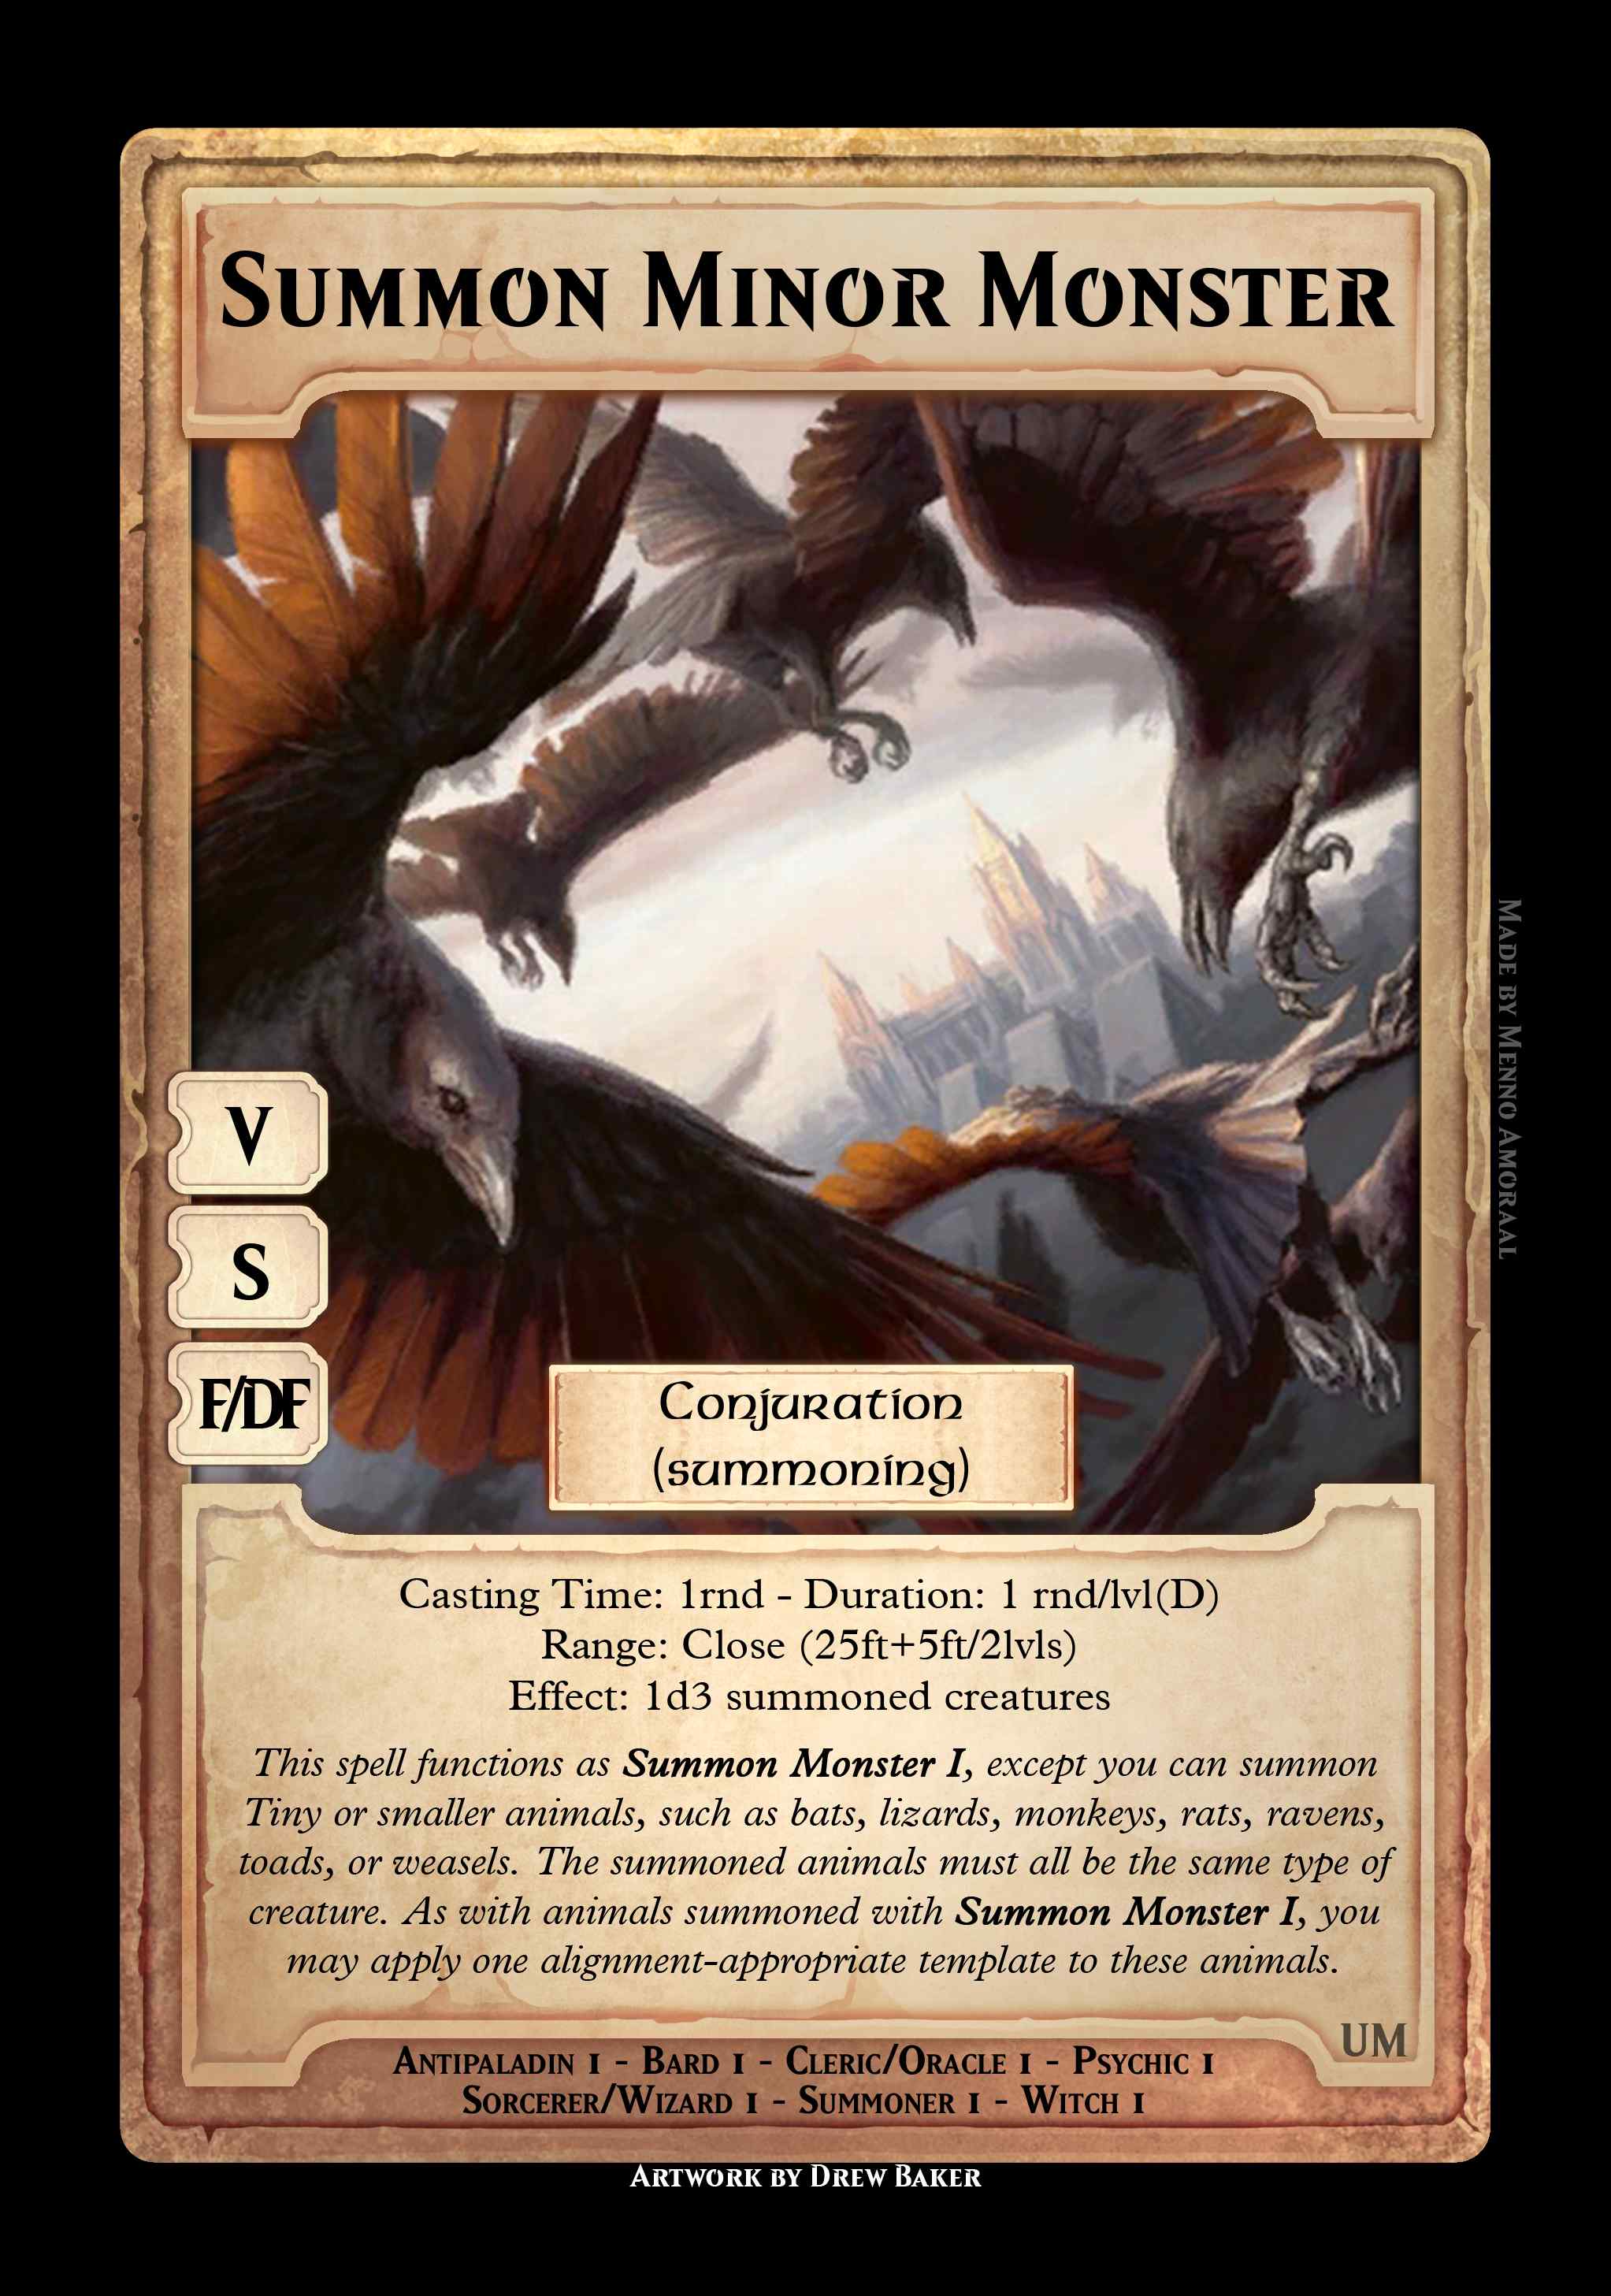 Summon Minor Monster
V
S
F/DF
Conjuration
(summoning)
Casting Time: 1rnd - Duration: 1 rnd/lvl(D)
Range: Close (25ft+5ft/2lvls)
Effect: 1d3 summoned creatures
This spell functions as Summon Monster I, except you can summon
Tiny or smaller animals, such as bats, lizards, monkeys, rats, ravens,
toads, or weasels. The summoned animals must all be the same type of
creature. As with animals summoned with Summon Monster I, you
may apply one alignment-appropriate template to these animals.
UM
Antipaladin 1 - Bard 1 - Cleric/Oracle 1 - Psychic 1
Sorcerer/Wizard 1 - Summoner 1 - Witch 1
Artwork by Drew Baker
Made by Menno Amoraal